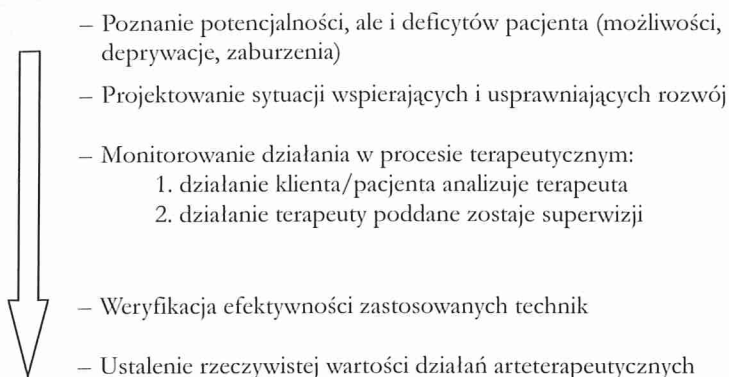 – Poznanie potencjalności, ale i deficytów pacjenta (możliwości,
deprywacje, zaburzenia)
– Projektowanie sytuacji wspierających i usprawniających rozwój
– Monitorowanie działania w procesie terapeutycznym:
1. działanie klienta/pacjenta analizuje terapeuta
2. działanie terapeuty poddane zostaje superwizji
– Weryfikacja efektywności zastosowanych technik
– Ustalenie rzeczywistej wartości działań arteterapeutycznych